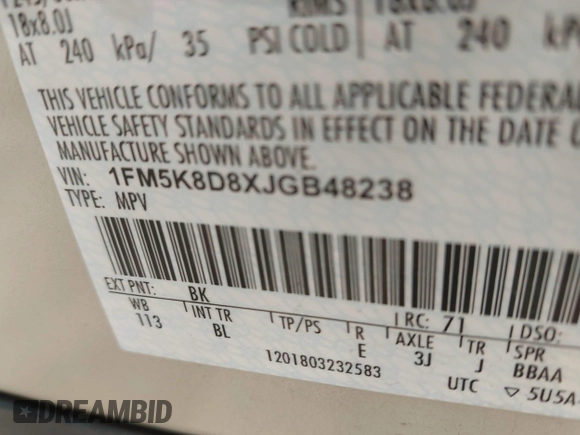 18x8.0J
AT 240 kPa/ 35 PSI COLD AT 240
THIS VEHICLE CONFORMS TO ALL APPLICABLE FEDERA
VEHICLE SAFETY STANDARDS IN EFFECT ON THE DATE O
MANUFACTURE SHOWN ABOVE.
VIN: 1FM5K8D8XJGB48238
TYPE: MPV
EXT PNT: BK RC: 71 DSO:
WB INT TR TP/PS R AXLE TR SPR
113 BL E 3J J BBAA
1201803232583
UTC ▽ 5U5A-
DREAMBID